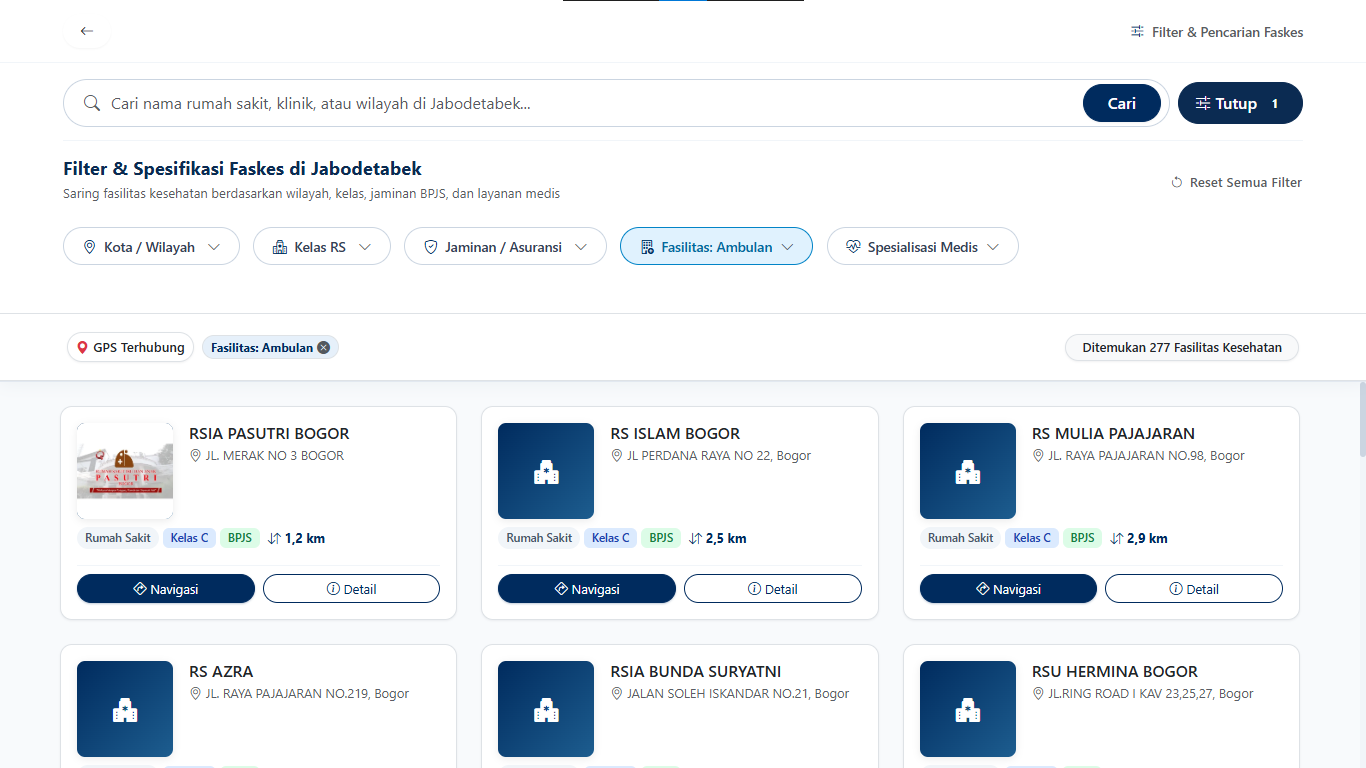 Filter & Pencarian Faskes
Cari nama rumah sakit, klinik, atau wilayah di Jabodetabek...
Cari
Tutup 1
Filter & Spesifikasi Faskes di Jabodetabek
Saring fasilitas kesehatan berdasarkan wilayah, kelas, jaminan BPJS, dan layanan medis
Reset Semua Filter
Kota / Wilayah
Kelas RS
Jaminan / Asuransi
Fasilitas: Ambulan
Spesialisasi Medis
GPS Terhubung
Fasilitas: Ambulan
Ditemukan 277 Fasilitas Kesehatan
PASUTRI
RSIA PASUTRI BOGOR
JL. MERAK NO 3 BOGOR
Rumah Sakit Kelas C BPJS 1,2 km
Navigasi
Detail
RS ISLAM BOGOR
JL PERDANA RAYA NO 22, Bogor
Rumah Sakit Kelas C BPJS 2,5 km
Navigasi
Detail
RS MULIA PAJAJARAN
JL. RAYA PAJAJARAN NO.98, Bogor
Rumah Sakit Kelas C BPJS 2,9 km
Navigasi
Detail
RS AZRA
JL. RAYA PAJAJARAN NO.219, Bogor
RSIA BUNDA SURYATNI
JALAN SOLEH ISKANDAR NO.21, Bogor
RSU HERMINA BOGOR
JL.RING ROAD I KAV 23,25,27, Bogor